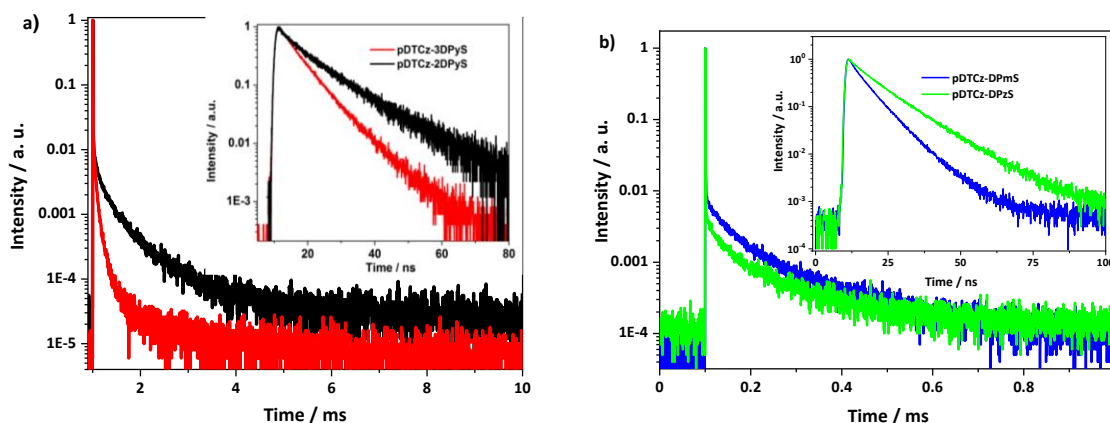 a)
Intensity / a. u.
1
0.1
0.01
0.001
1E-4
1E-5
2
4
6
8
10
Time / ms
Intensity / a.u.
1
0.1
0.01
1E-3
pDTCz-3DPyS
pDTCz-2DPyS
20
40
60
80
Time / ns
b)
Intensity / a. u.
1
0.1
0.01
0.001
1E-4
0
0.2
0.4
0.6
0.8
Time / ms
Intensity / a.u.
10⁰
10⁻¹
10⁻²
10⁻³
10⁻⁴
pDTCz-DPmS
pDTCz-DPzS
0
25
50
75
100
Time / ns